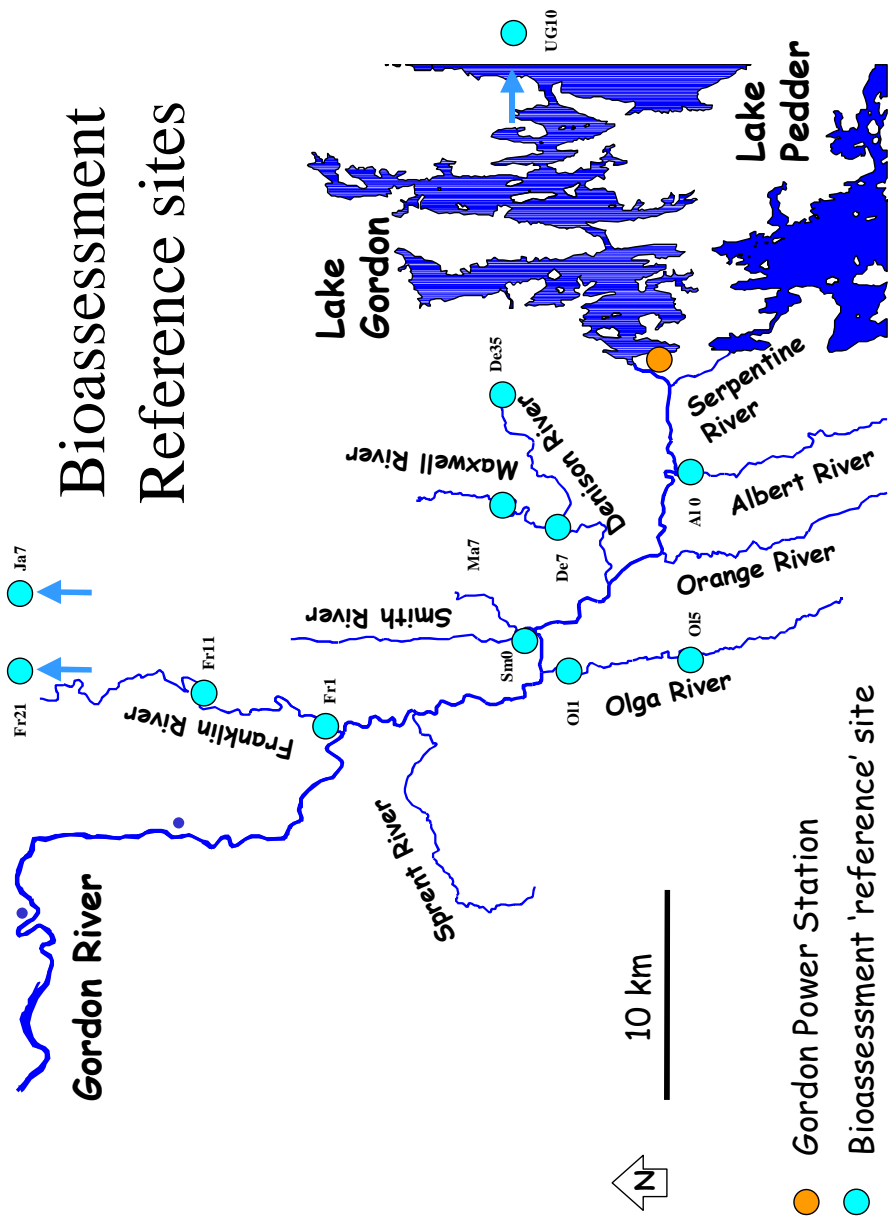 Bioassessment
Reference sites
Fr21
Ja7
Fr11
Franklin River
Fr1
Gordon River
Smith River
Sprent River
Sm0
Maxwell River
Ma7
De35
De7
Denison River
Lake
Gordon
UG10
Lake
Pedder
Serpentine
River
Al 0
Albert River
Orange River
Ol1
Ol5
Olga River
10 km
N
Gordon Power Station
Bioassessment ‘reference’ site